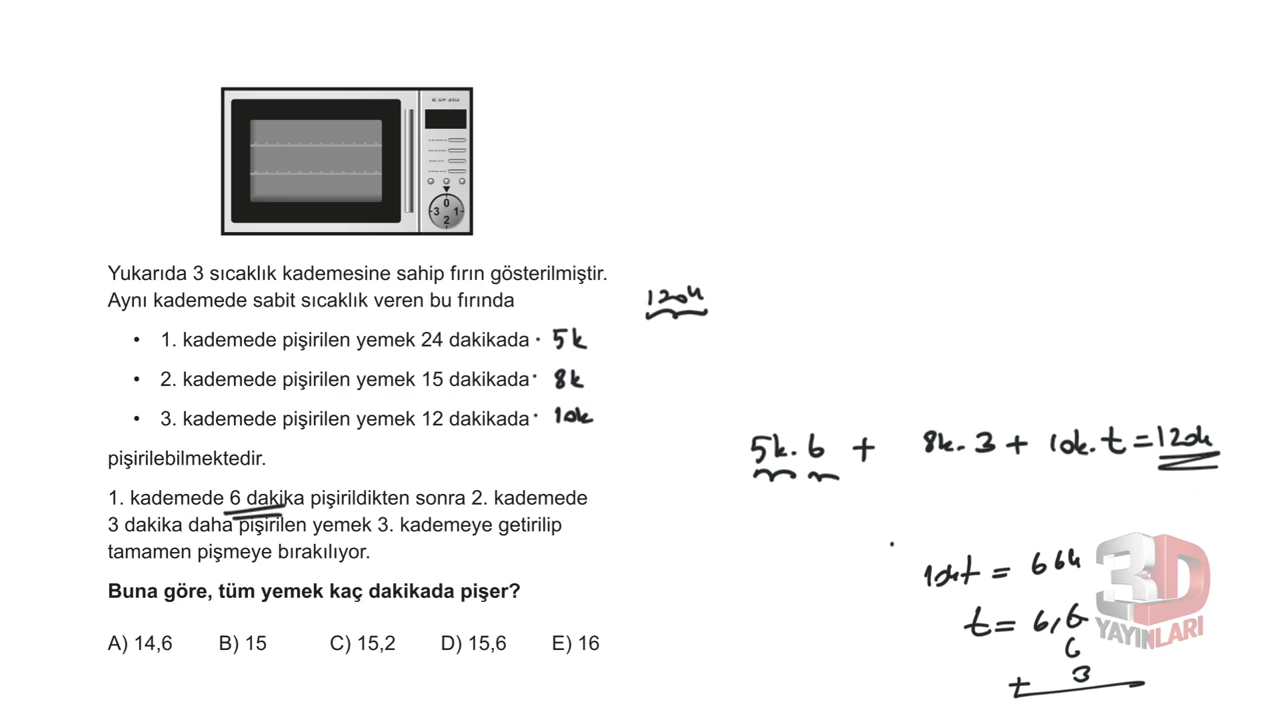 0
3 1
2
Yukarıda 3 sıcaklık kademesine sahip fırın gösterilmiştir.
Aynı kademede sabit sıcaklık veren bu fırında
120k
• 1. kademede pişirilen yemek 24 dakikada · 5k
• 2. kademede pişirilen yemek 15 dakikada · 8k
• 3. kademede pişirilen yemek 12 dakikada · 10k
pişirilebilmektedir.
5k.6 + 8k.3 + 10k.t = 120k
1. kademede 6 dakika pişirildikten sonra 2. kademede
3 dakika daha pişirilen yemek 3. kademeye getirilip
tamamen pişmeye bırakılıyor.
10kt = 66k
Buna göre, tüm yemek kaç dakikada pişer?
t = 6,6
6
+ 3
A) 14,6 B) 15 C) 15,2 D) 15,6 E) 16
3D
YAYINLARI